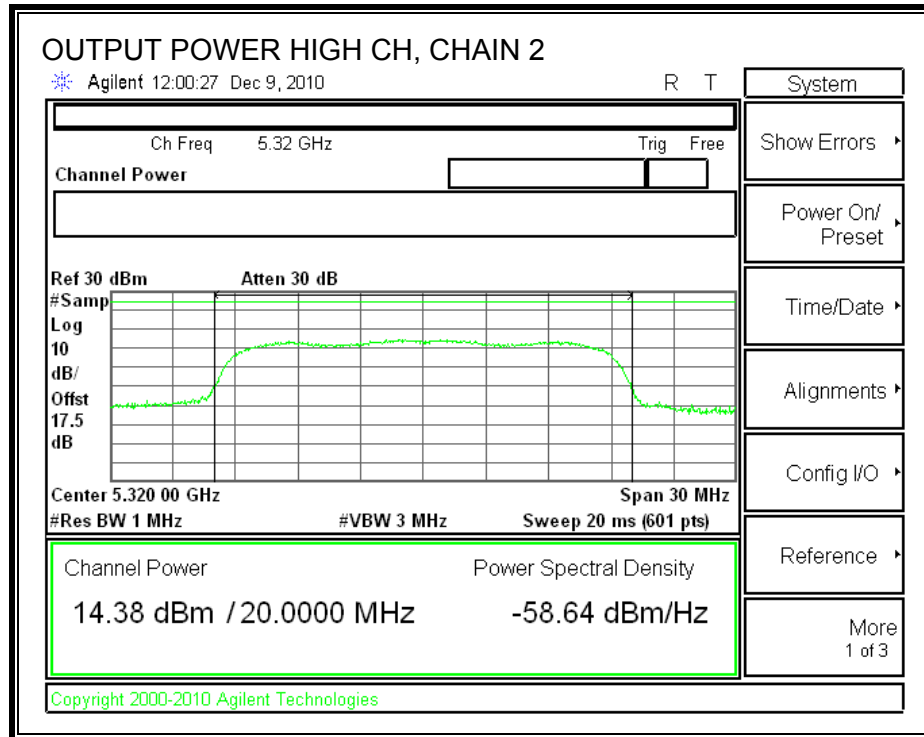 OUTPUT POWER HIGH CH, CHAIN 2
Agilent 12:00:27 Dec 9, 2010 R T
System
Ch Freq 5.32 GHz Trig Free
Channel Power
Show Errors
Power On/
Preset
Time/Date
Alignments
Config I/O
Reference
More
1 of 3
Ref 30 dBm Atten 30 dB
#Samp
Log
10
dB/
Offst
17.5
dB
Center 5.320 00 GHz Span 30 MHz
#Res BW 1 MHz #VBW 3 MHz Sweep 20 ms (601 pts)
Channel Power Power Spectral Density
14.38 dBm / 20.0000 MHz -58.64 dBm/Hz
Copyright 2000-2010 Agilent Technologies